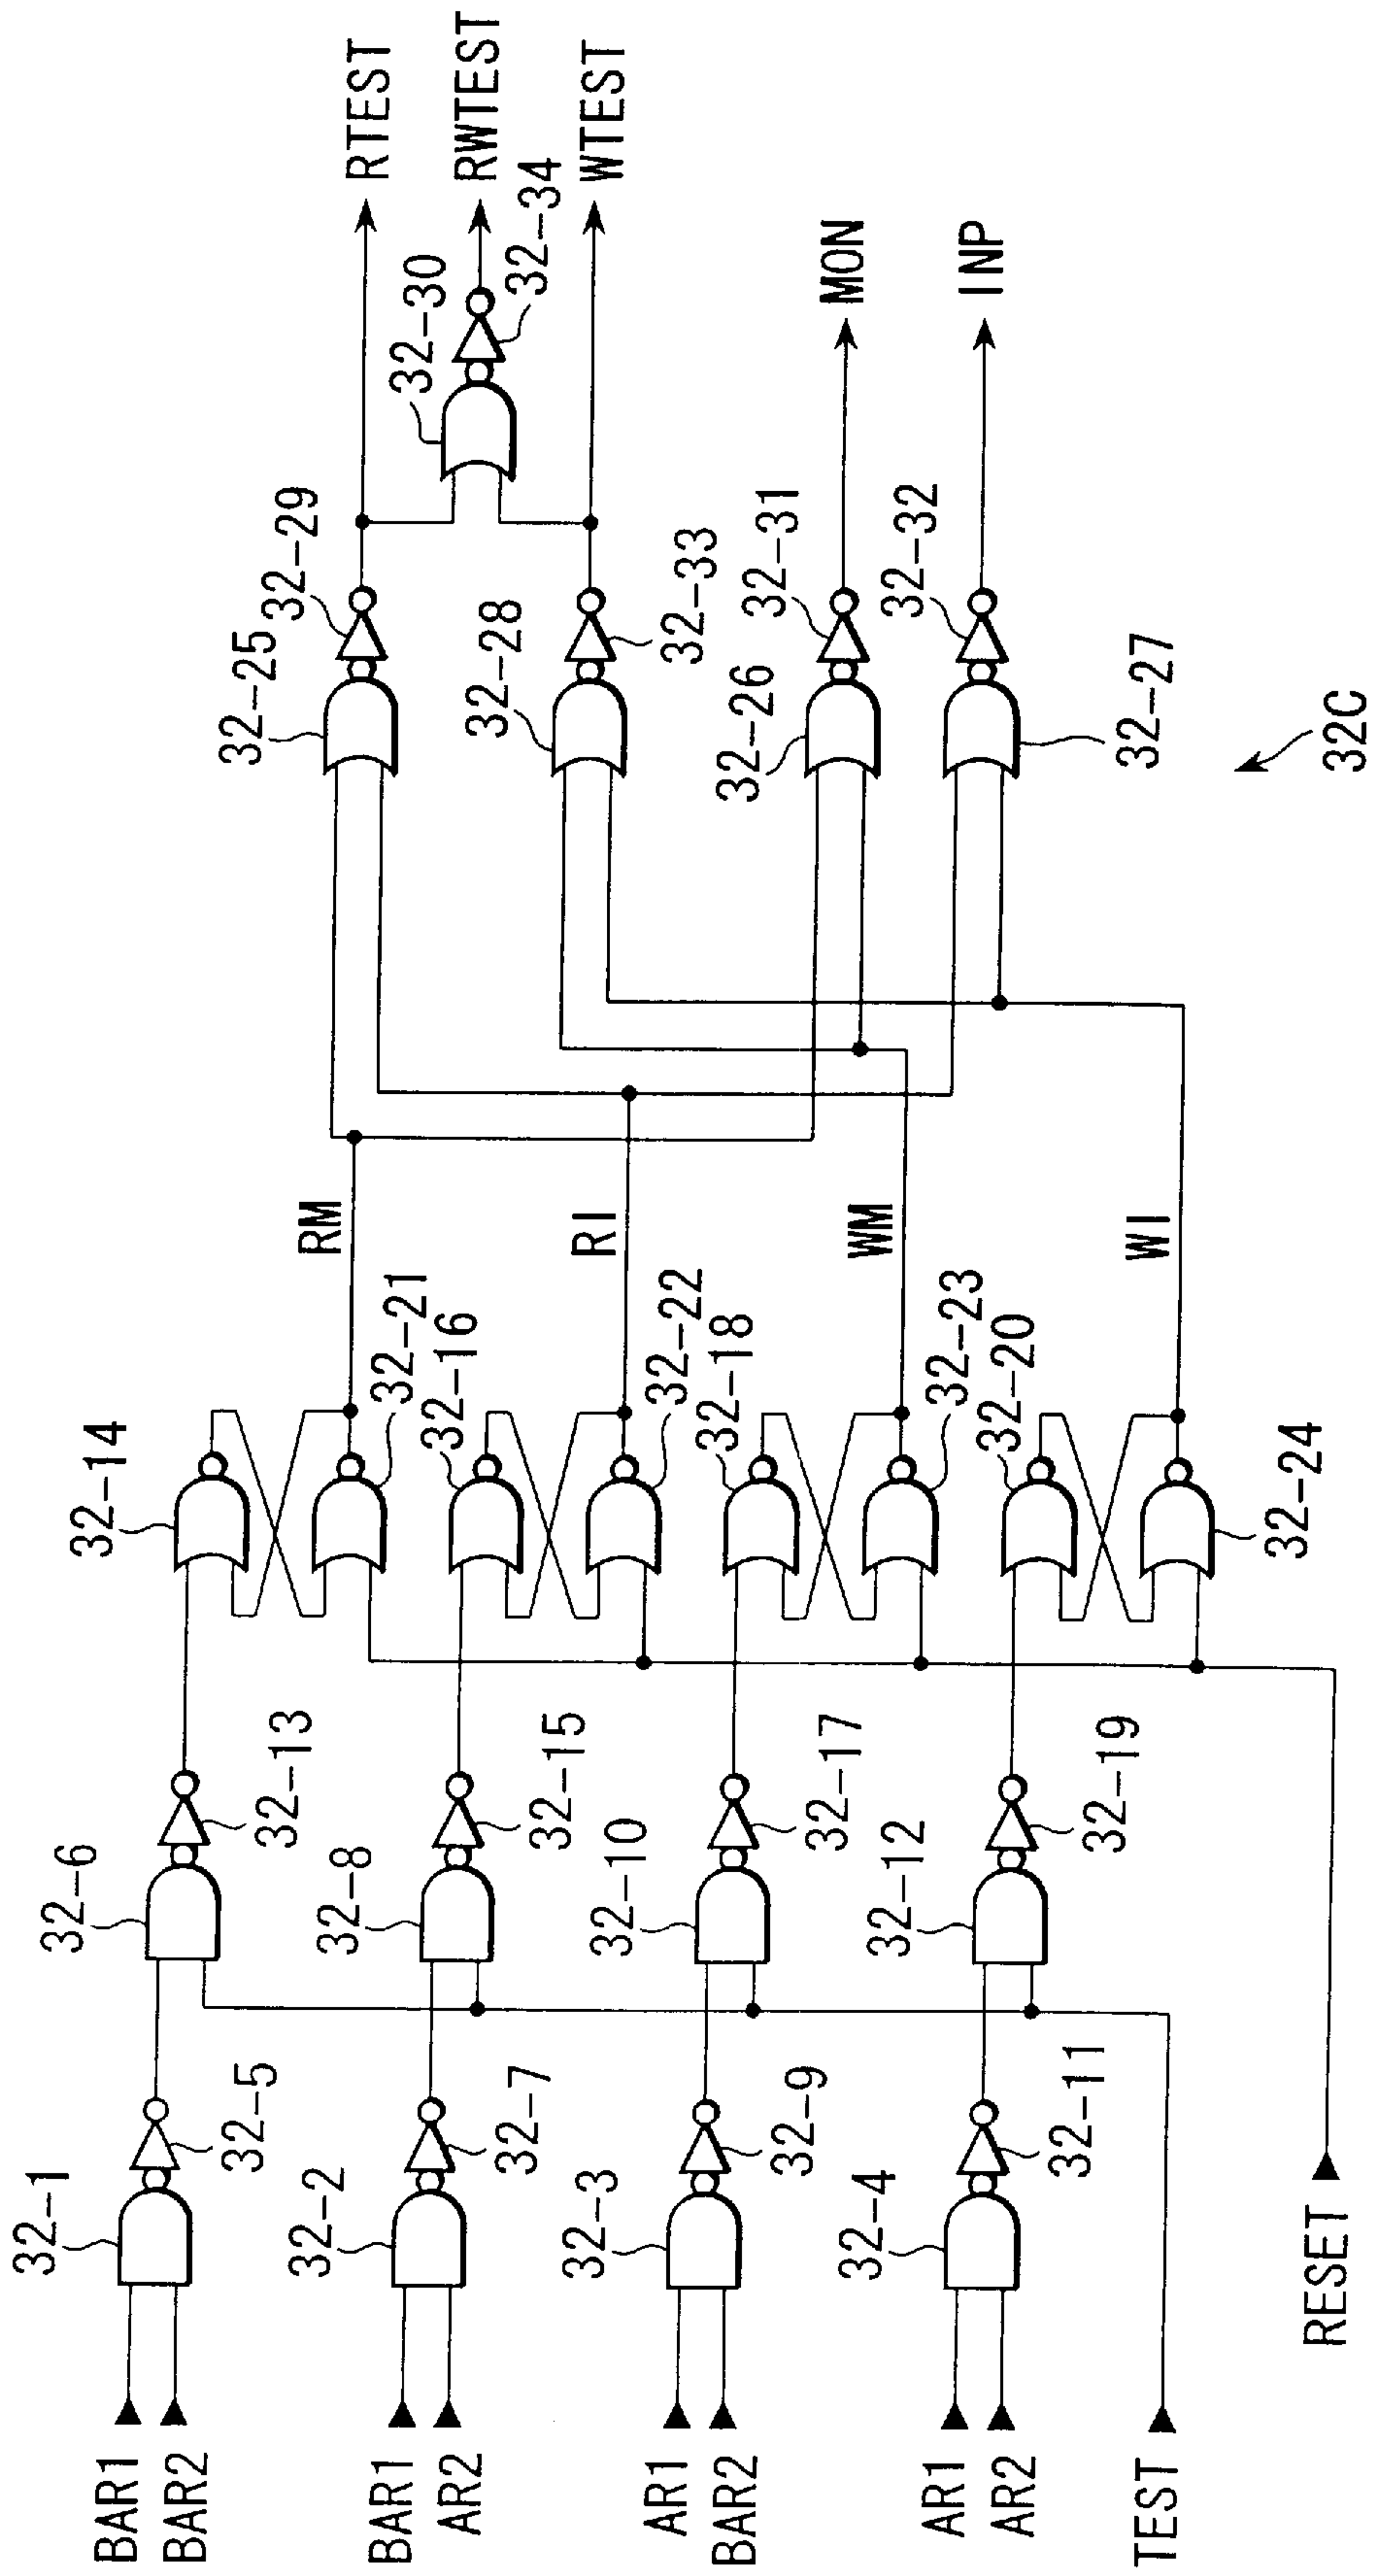 BAR1
BAR2
BAR1
AR2
AR1
BAR2
AR1
AR2
TEST
RESET
32-1
32-5
32-2
32-7
32-3
32-9
32-4
32-11
32-6
32-13
32-8
32-15
32-10
32-17
32-12
32-19
32-14
32-21
32-16
32-22
32-18
32-23
32-20
32-24
RM
RI
WM
WI
32-25
32-29
32-28
32-33
32-26
32-31
32-27
32-32
32-30
32-34
RTEST
RWTEST
WTEST
MON
INP
32C